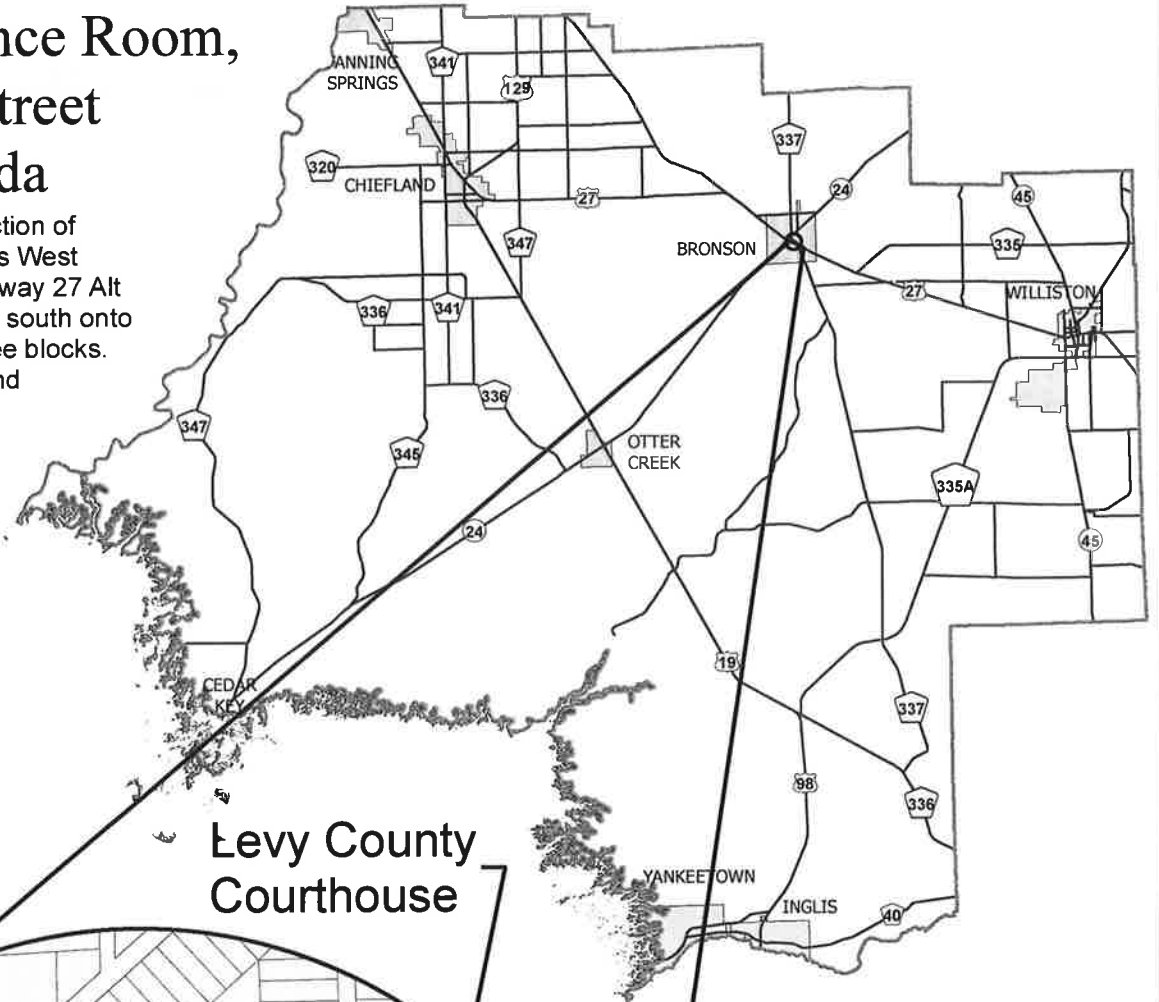 nce Room,
treet
da
ction of
s West
way 27 Alt
south onto
ee blocks.
nd
ANNING
SPRINGS
341
129
337
320
CHIEFLAND
27
24
45
347
BRONSON
335
27
WILLISTON
336
341
336
347
345
OTTER
CREEK
335A
24
45
19
CEDAR
KEY
337
98
336
Levy County
Courthouse
YANKEETOWN
INGLIS
40